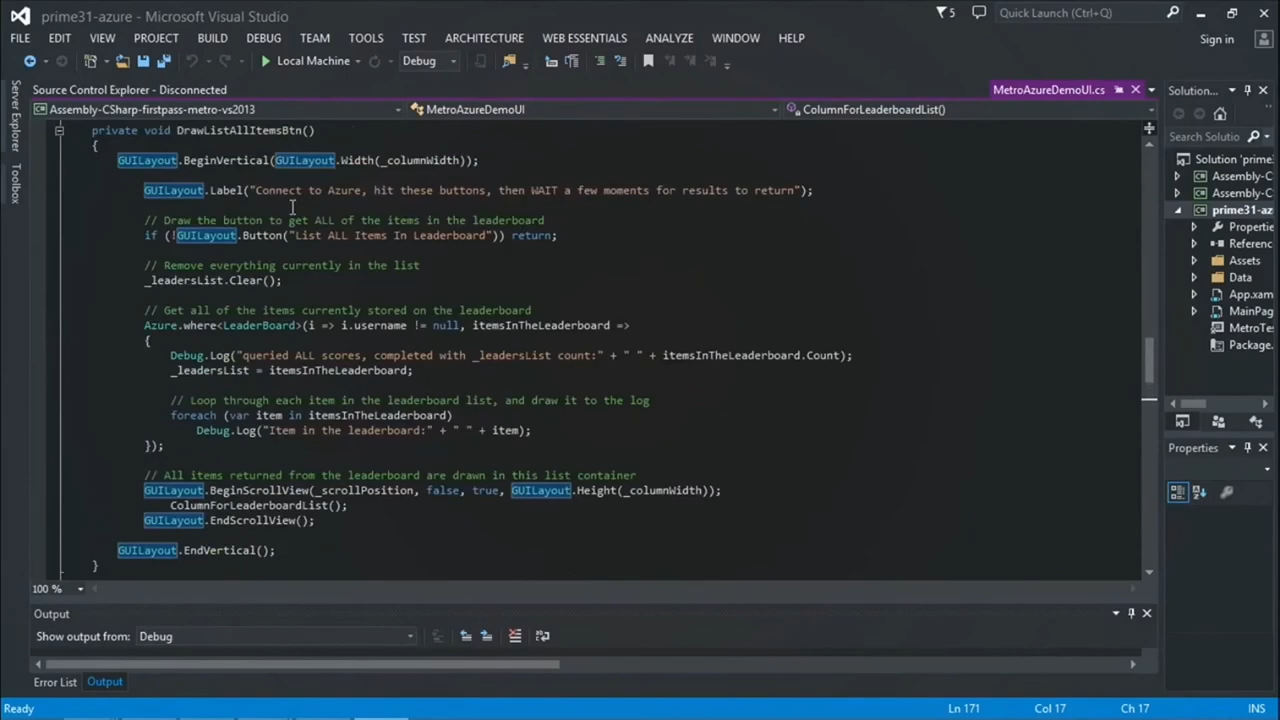 prime31-azure - Microsoft Visual Studio
5
Quick Launch (Ctrl+Q)
FILE EDIT VIEW PROJECT BUILD DEBUG TEAM TOOLS TEST ARCHITECTURE WEB ESSENTIALS ANALYZE WINDOW HELP
Sign in
Local Machine Debug
Server Explorer
Toolbox
Source Control Explorer - Disconnected
MetroAzureDemoUI.cs
Assembly-CSharp-firstpass-metro-vs2013
MetroAzureDemoUI
ColumnForLeaderboardList()
private void DrawListAllItemsBtn()
{
GUILayout.BeginVertical(GUILayout.Width(_columnWidth));
GUILayout.Label("Connect to Azure, hit these buttons, then WAIT a few moments for results to return");
// Draw the button to get ALL of the items in the leaderboard
if (!GUILayout.Button("List ALL Items In Leaderboard")) return;
// Remove everything currently in the list
_leadersList.Clear();
// Get all of the items currently stored on the leaderboard
Azure.where<LeaderBoard>(i => i.username != null, itemsInTheLeaderboard =>
{
Debug.Log("queried ALL scores, completed with _leadersList count:" + " " + itemsInTheLeaderboard.Count);
_leadersList = itemsInTheLeaderboard;
// Loop through each item in the leaderboard list, and draw it to the log
foreach (var item in itemsInTheLeaderboard)
Debug.Log("Item in the leaderboard:" + " " + item);
});
// All items returned from the leaderboard are drawn in this list container
GUILayout.BeginScrollView(_scrollPosition, false, true, GUILayout.Height(_columnWidth));
ColumnForLeaderboardList();
GUILayout.EndScrollView();
GUILayout.EndVertical();
}
100 %
Output
Show output from: Debug
Error List Output
Solution...
Search Solutio
Solution 'prime
Assembly-C
Assembly-C
prime31-az
Propertie
Referenc
Assets
Data
App.xam
MainPag
MetroTe
Package.
Properties
Ready
Ln 171 Col 17 Ch 17 INS